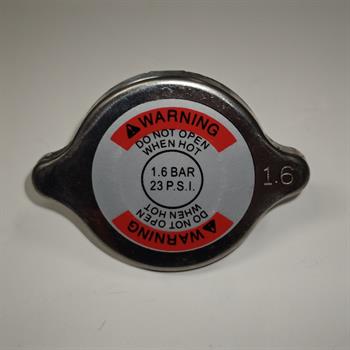 WARNING
DO NOT OPEN
WHEN HOT
1.6 BAR
23 P.S.I.
1.6
WARNING
DO NOT OPEN
WHEN HOT